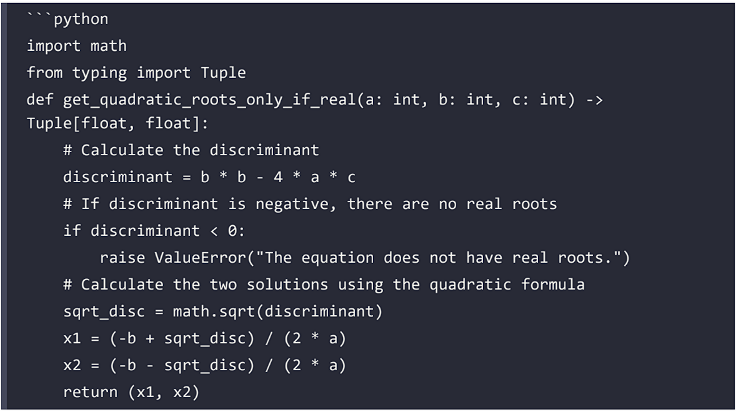 ```python
import math
from typing import Tuple
def get_quadratic_roots_only_if_real(a: int, b: int, c: int) ->
Tuple[float, float]:
    # Calculate the discriminant
    discriminant = b * b - 4 * a * c
    # If discriminant is negative, there are no real roots
    if discriminant < 0:
        raise ValueError("The equation does not have real roots.")
    # Calculate the two solutions using the quadratic formula
    sqrt_disc = math.sqrt(discriminant)
    x1 = (-b + sqrt_disc) / (2 * a)
    x2 = (-b - sqrt_disc) / (2 * a)
    return (x1, x2)